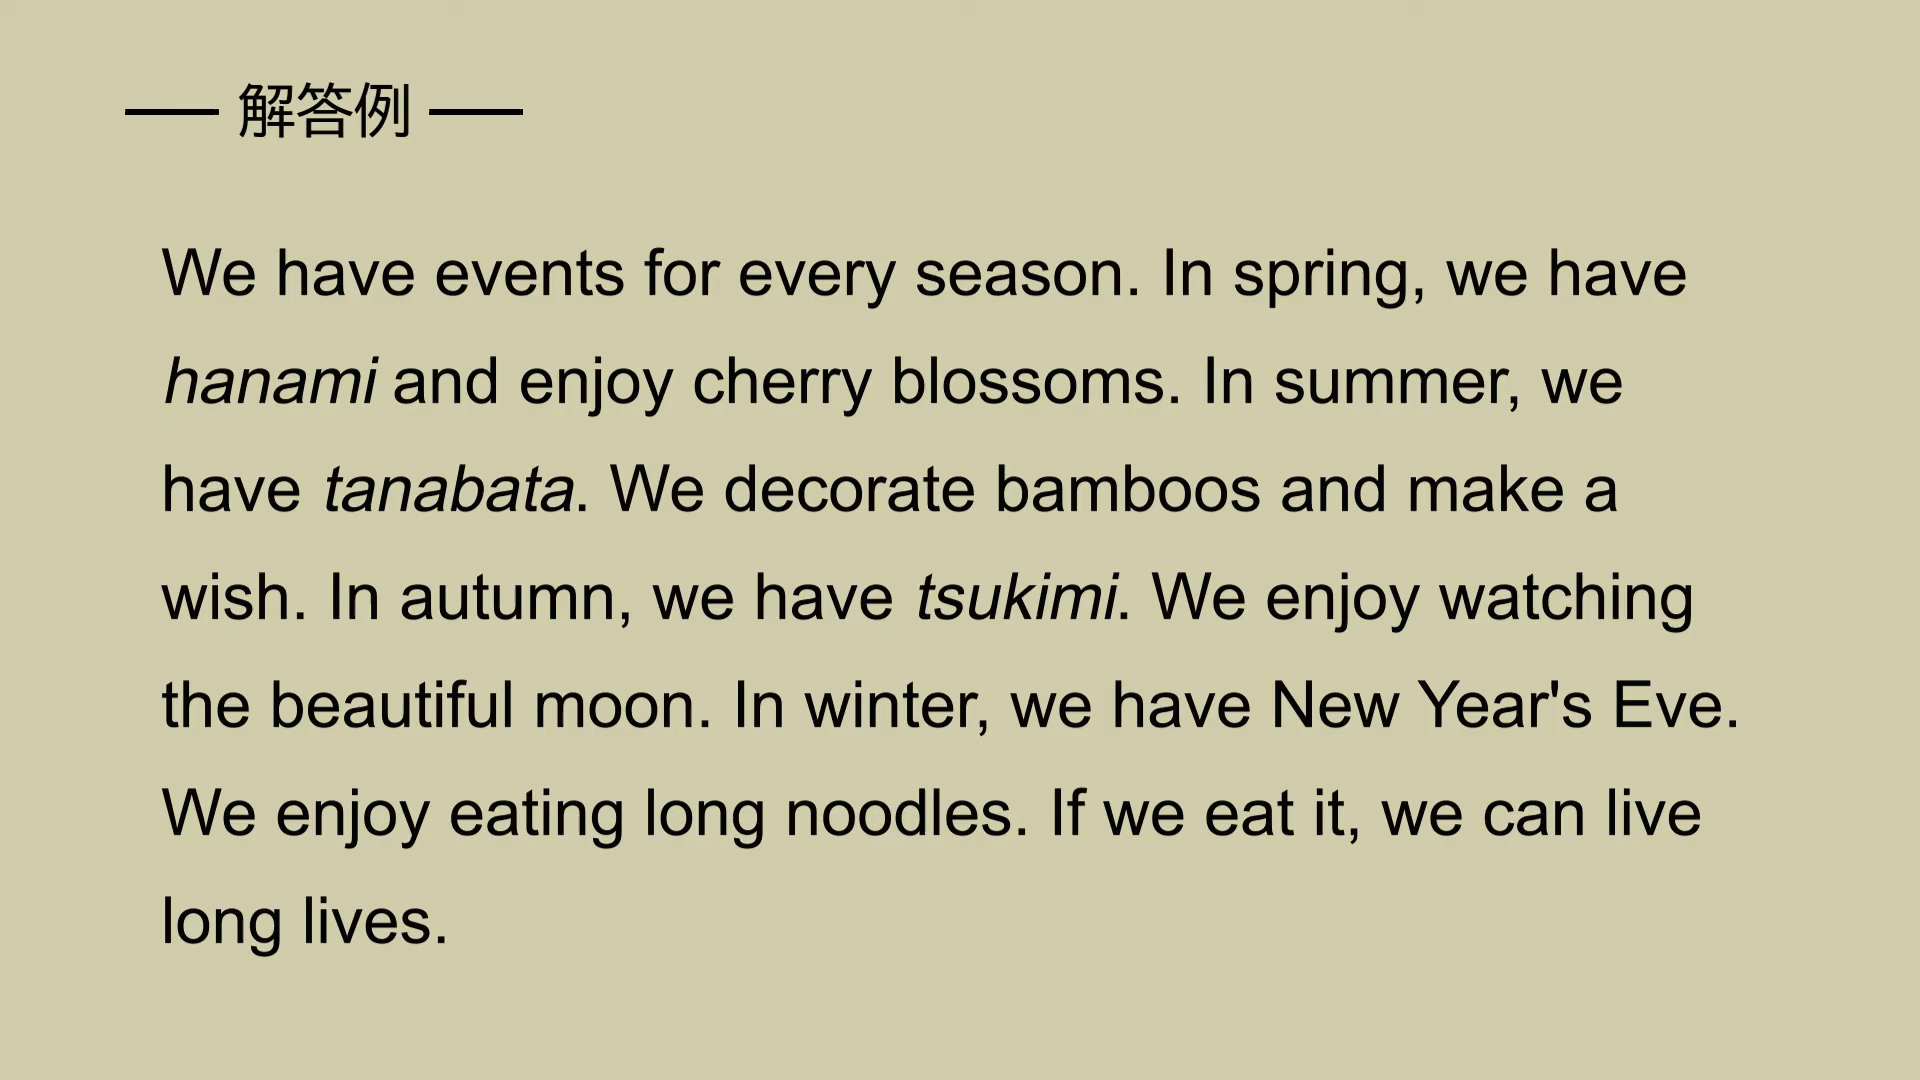 解答例
We have events for every season. In spring, we have
hanami and enjoy cherry blossoms. In summer, we
have tanabata. We decorate bamboos and make a
wish. In autumn, we have tsukimi. We enjoy watching
the beautiful moon. In winter, we have New Year's Eve.
We enjoy eating long noodles. If we eat it, we can live
long lives.